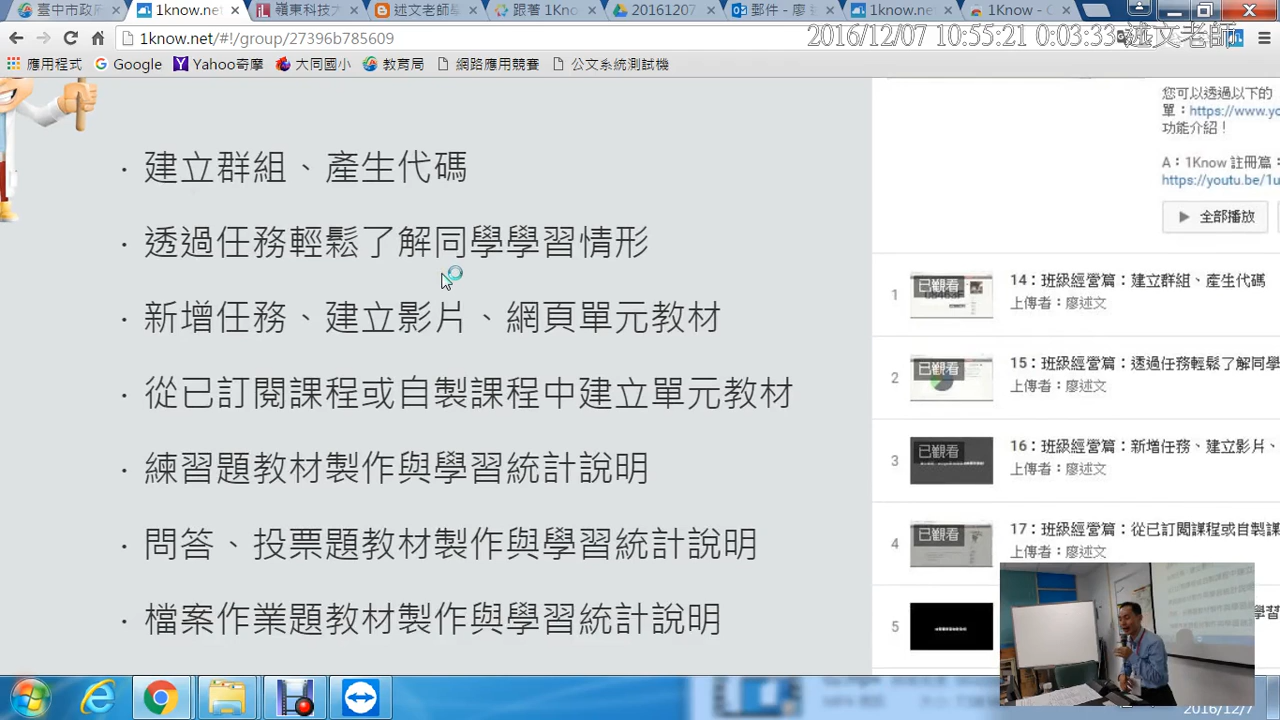 臺中市政府
1know.net
嶺東科技大
述文老師學
跟著 1Kno
20161207
郵件 - 廖
1know.net
1Know - C
1know.net/#!/group/27396b785609
2016/12/07 10:55:21 0:03:33 述文老師
應用程式
Google
Yahoo奇摩
大同國小
教育局
網路應用競賽
公文系統測試機
· 建立群組、產生代碼
· 透過任務輕鬆了解同學學習情形
· 新增任務、建立影片、網頁單元教材
· 從已訂閱課程或自製課程中建立單元教材
· 練習題教材製作與學習統計說明
· 問答、投票題教材製作與學習統計說明
· 檔案作業題教材製作與學習統計說明
您可以透過以下的
單：https://www.yo
功能介紹！
A：1Know 註冊篇：
https://youtu.be/1u
全部播放
1
已觀看
14：班級經營篇：建立群組、產生代碼
上傳者：廖述文
2
已觀看
15：班級經營篇：透過任務輕鬆了解同學
上傳者：廖述文
3
已觀看
16：班級經營篇：新增任務、建立影片、
上傳者：廖述文
4
已觀看
17：班級經營篇：從已訂閱課程或自製課
上傳者：廖述文
5
學習
2016/12/7